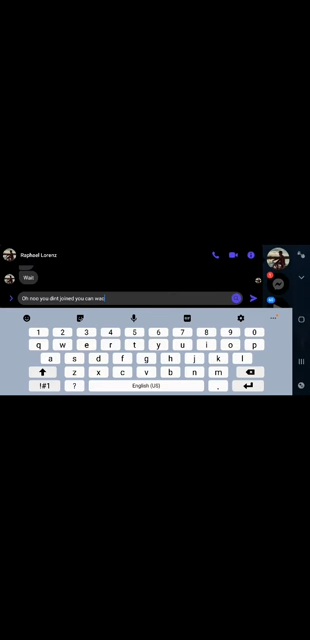 Raphael Lorenz
Wait
Oh noo you dint joined you can wac
GIF
1 2 3 4 5 6 7 8 9 0
q w e r t y u i o p
a s d f g h j k l
z x c v b n m
!#1 ? English (US) .